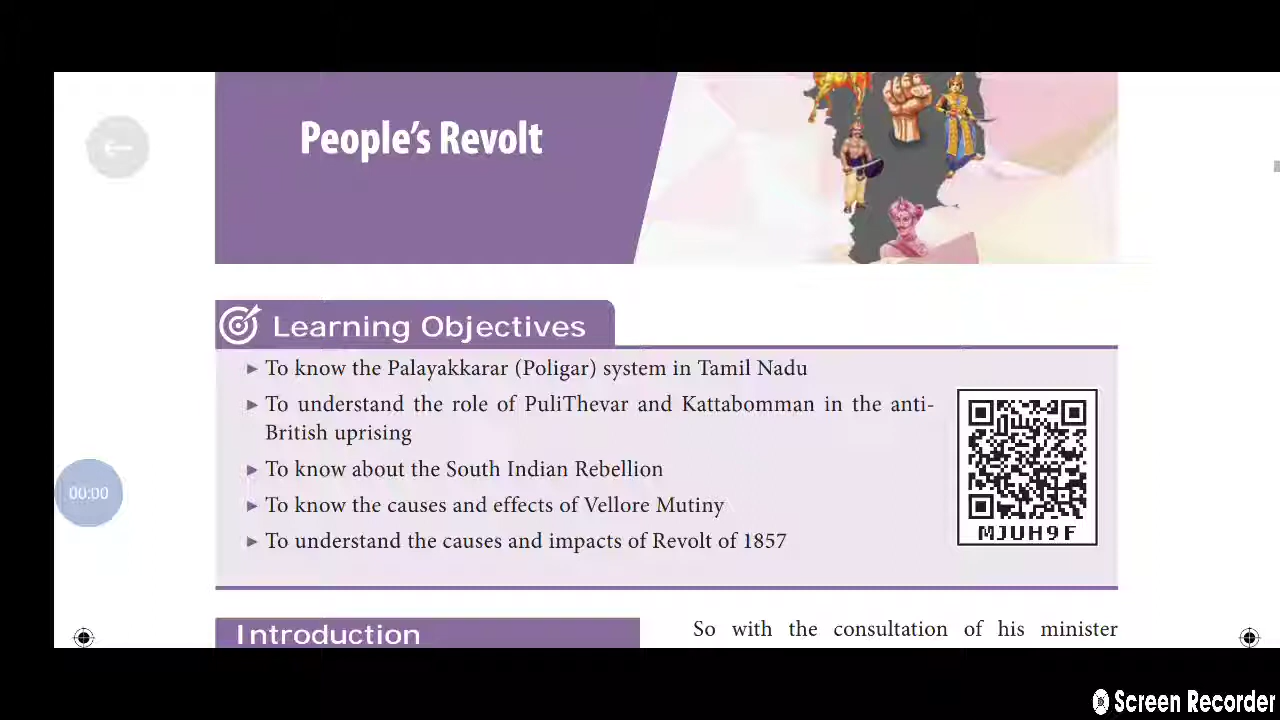 People's Revolt
Learning Objectives
► To know the Palayakkarar (Poligar) system in Tamil Nadu
► To understand the role of PuliThevar and Kattabomman in the anti-
British uprising
► To know about the South Indian Rebellion
► To know the causes and effects of Vellore Mutiny
► To understand the causes and impacts of Revolt of 1857
MJUH9F
00:00
Introduction
So with the consultation of his minister
Screen Recorder